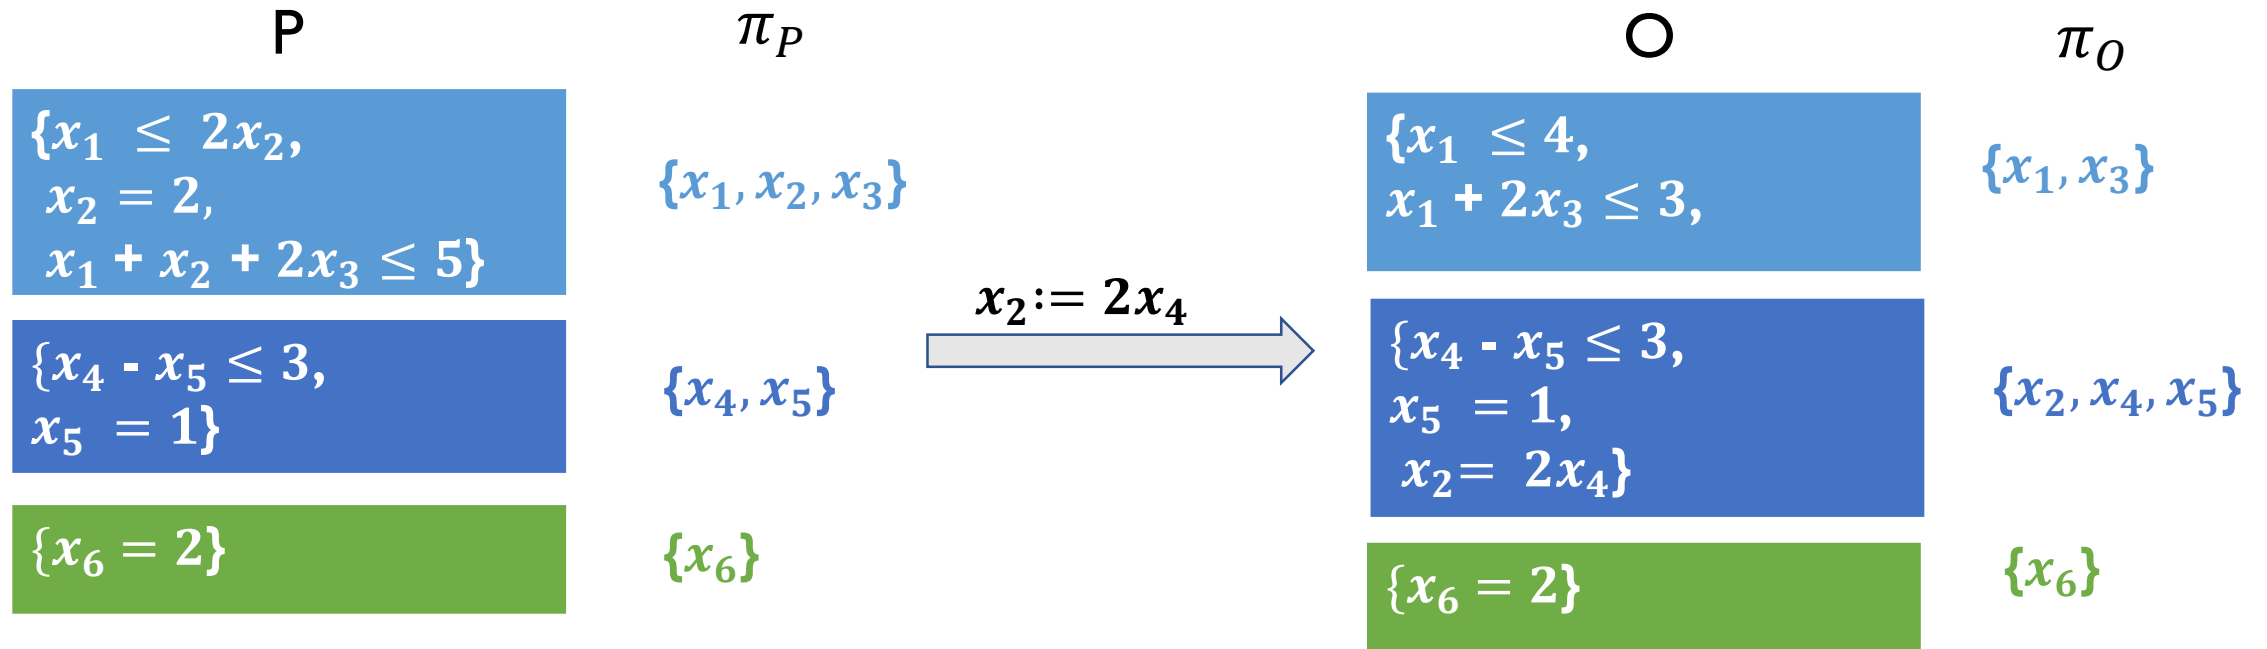 P
π_P
{x₁ ≤ 2x₂,
x₂ = 2,
x₁ + x₂ + 2x₃ ≤ 5}
{x₁, x₂, x₃}
{x₄ - x₅ ≤ 3,
x₅ = 1}
{x₄, x₅}
{x₆ = 2}
{x₆}
x₂:= 2x₄
O
π_O
{x₁ ≤ 4,
x₁ + 2x₃ ≤ 3,
{x₁, x₃}
{x₄ - x₅ ≤ 3,
x₅ = 1,
x₂ = 2x₄}
{x₂, x₄, x₅}
{x₆ = 2}
{x₆}